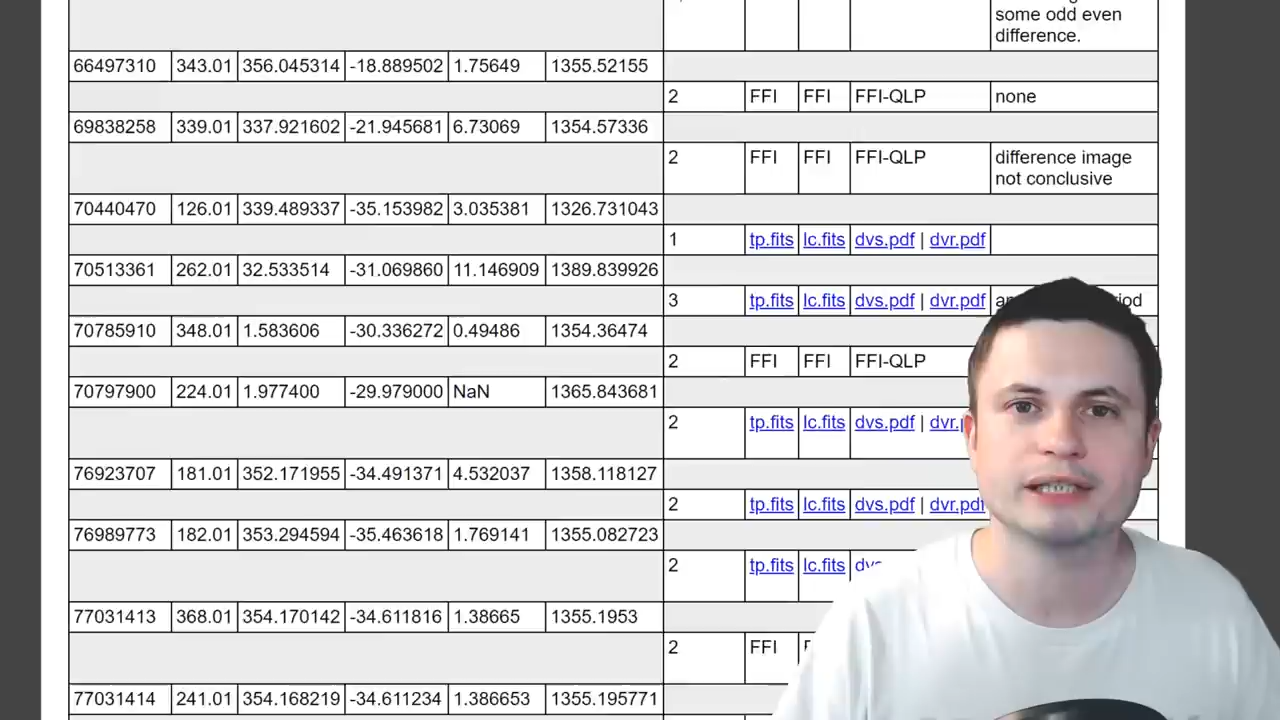 some odd even
difference.
66497310 343.01 356.045314 -18.889502 1.75649 1355.52155
2 FFI FFI FFI-QLP none
69838258 339.01 337.921602 -21.945681 6.73069 1354.57336
2 FFI FFI FFI-QLP difference image
not conclusive
70440470 126.01 339.489337 -35.153982 3.035381 1326.731043
1 tp.fits lc.fits dvs.pdf | dvr.pdf
70513361 262.01 32.533514 -31.069860 11.146909 1389.839926
3 tp.fits lc.fits dvs.pdf | dvr.pdf
70785910 348.01 1.583606 -30.336272 0.49486 1354.36474
2 FFI FFI FFI-QLP
70797900 224.01 1.977400 -29.979000 NaN 1365.843681
2 tp.fits lc.fits dvs.pdf |
76923707 181.01 352.171955 -34.491371 4.532037 1358.118127
2 tp.fits lc.fits dvs.pdf | dvr.pdf
76989773 182.01 353.294594 -35.463618 1.769141 1355.082723
2 tp.fits lc.fits
77031413 368.01 354.170142 -34.611816 1.38665 1355.1953
2 FFI
77031414 241.01 354.168219 -34.611234 1.386653 1355.195771